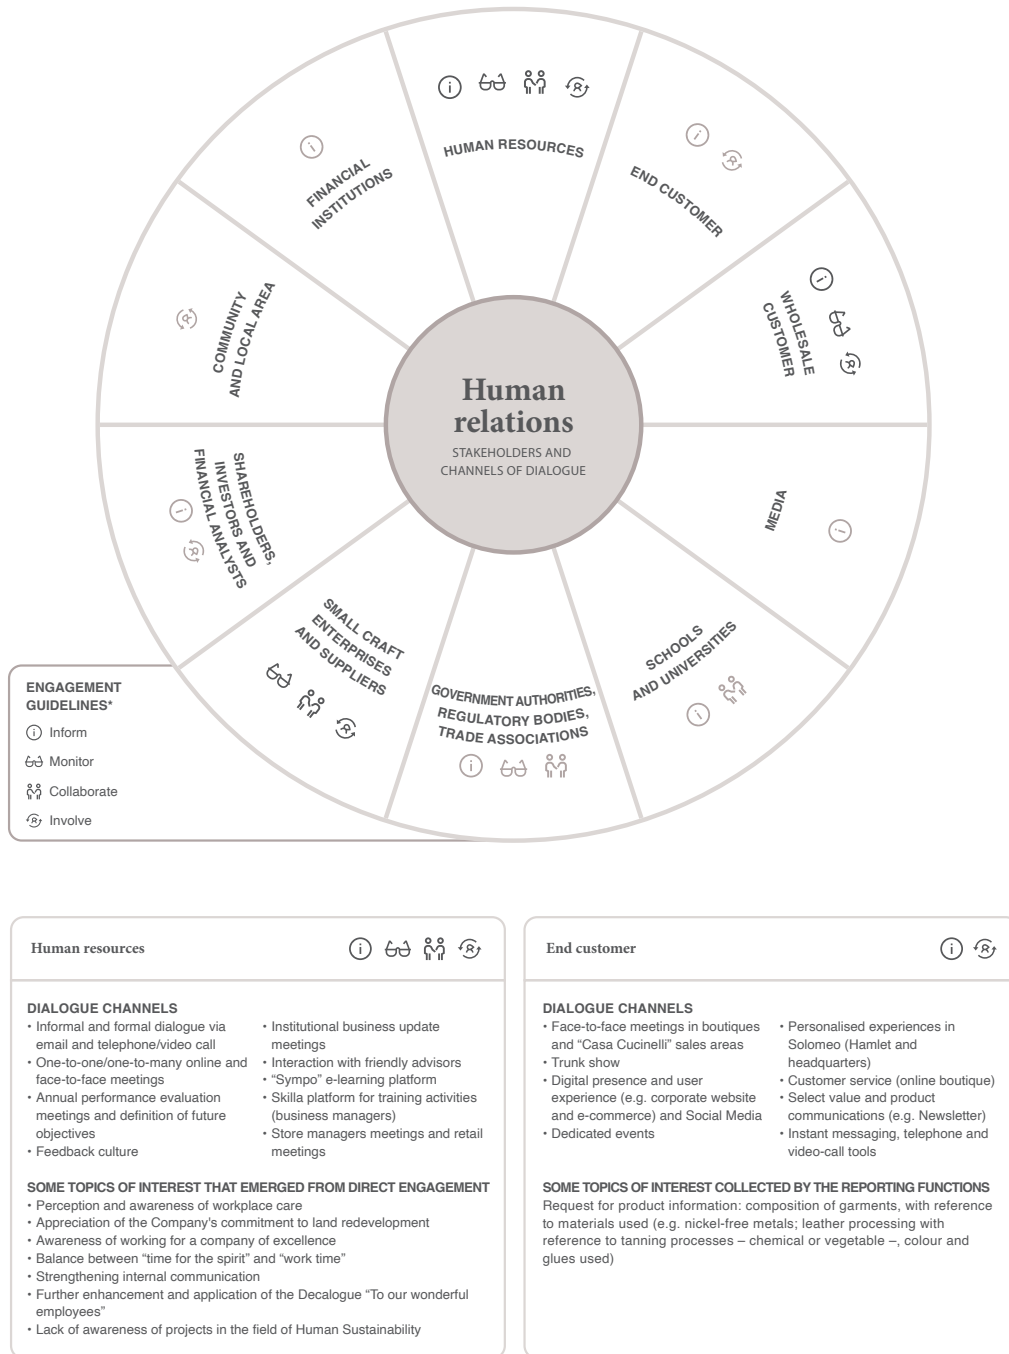 HUMAN RESOURCES
END CUSTOMER
WHOLESALE
CUSTOMER
MEDIA
SCHOOLS
AND UNIVERSITIES
GOVERNMENT AUTHORITIES,
REGULATORY BODIES,
TRADE ASSOCIATIONS
SMALL CRAFT
ENTERPRISES
AND SUPPLIERS
SHAREHOLDERS,
INVESTORS AND
FINANCIAL ANALYSTS
COMMUNITY
AND LOCAL AREA
FINANCIAL
INSTITUTIONS
Human
relations
STAKEHOLDERS AND
CHANNELS OF DIALOGUE
ENGAGEMENT
GUIDELINES*
Inform
Monitor
Collaborate
Involve
Human resources
DIALOGUE CHANNELS
• Informal and formal dialogue via
email and telephone/video call
• One-to-one/one-to-many online and
face-to-face meetings
• Annual performance evaluation
meetings and definition of future
objectives
• Feedback culture
• Institutional business update
meetings
• Interaction with friendly advisors
• “Sympo” e-learning platform
• Skilla platform for training activities
(business managers)
• Store managers meetings and retail
meetings
SOME TOPICS OF INTEREST THAT EMERGED FROM DIRECT ENGAGEMENT
• Perception and awareness of workplace care
• Appreciation of the Company’s commitment to land redevelopment
• Awareness of working for a company of excellence
• Balance between “time for the spirit” and “work time”
• Strengthening internal communication
• Further enhancement and application of the Decalogue “To our wonderful
employees”
• Lack of awareness of projects in the field of Human Sustainability
End customer
DIALOGUE CHANNELS
• Face-to-face meetings in boutiques
and “Casa Cucinelli” sales areas
• Trunk show
• Digital presence and user
experience (e.g. corporate website
and e-commerce) and Social Media
• Dedicated events
• Personalised experiences in
Solomeo (Hamlet and
headquarters)
• Customer service (online boutique)
• Select value and product
communications (e.g. Newsletter)
• Instant messaging, telephone and
video-call tools
SOME TOPICS OF INTEREST COLLECTED BY THE REPORTING FUNCTIONS
Request for product information: composition of garments, with reference
to materials used (e.g. nickel-free metals; leather processing with
reference to tanning processes – chemical or vegetable –, colour and
glues used)